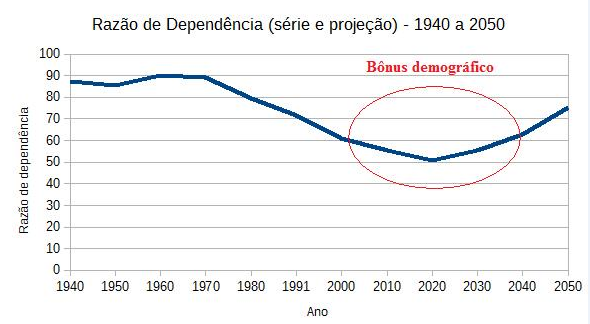 Razão de Dependência (série e projeção) - 1940 a 2050
Bônus demográfico
Razão de dependência
100
90
80
70
60
50
40
30
20
10
0
1940 1950 1960 1970 1980 1991 2000 2010 2020 2030 2040 2050
Ano